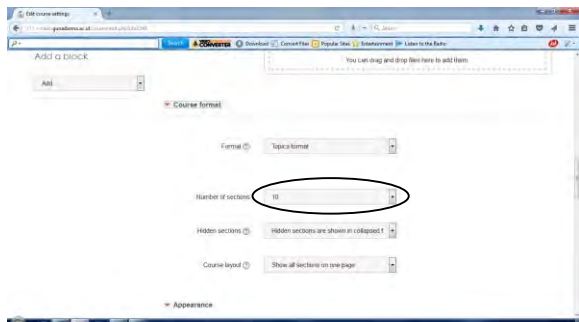 Edit course settings
Search
CONVERTER
Download
Convert Files
Popular Sites
Entertainment
Listen to the Radio
Add a block
You can drag and drop files here to add them.
Add...
Course format
Format
Topics format
Number of sections
10
Hidden sections
Hidden sections are shown in collapsed f
Course layout
Show all sections on one page
Appearance